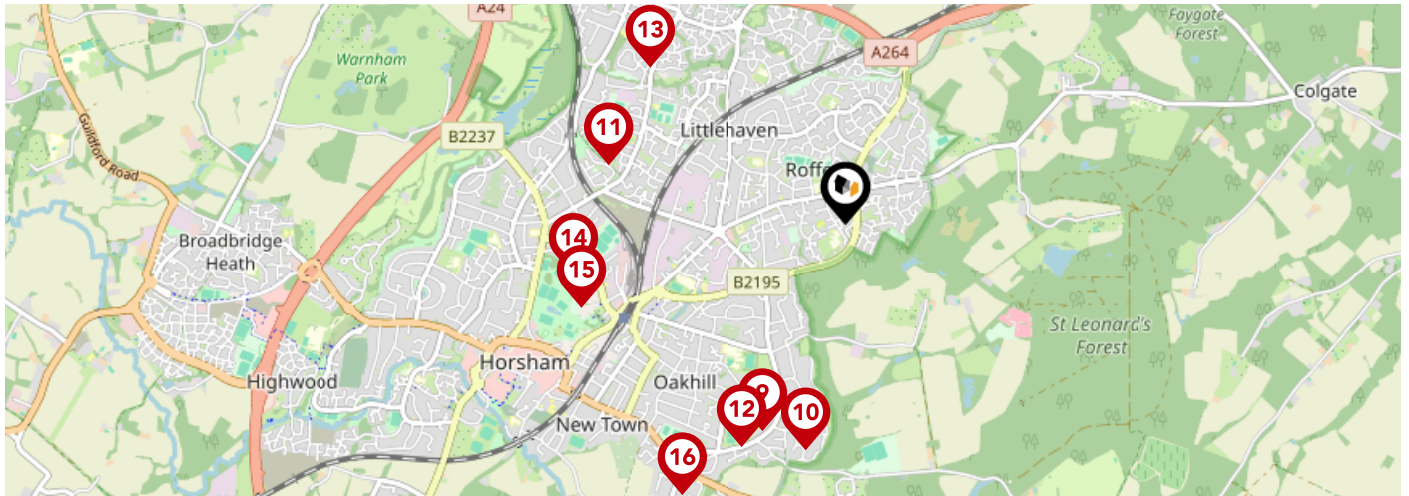 A24
Faygate
Forest
13
Warnham
Park
A264
Colgate
11
Littlehaven
B2237
Guildford Road
Roff
14
Broadbridge
Heath
15
B2195
St Leonard's
Forest
Horsham
Highwood
Oakhill
9
12
10
New Town
16